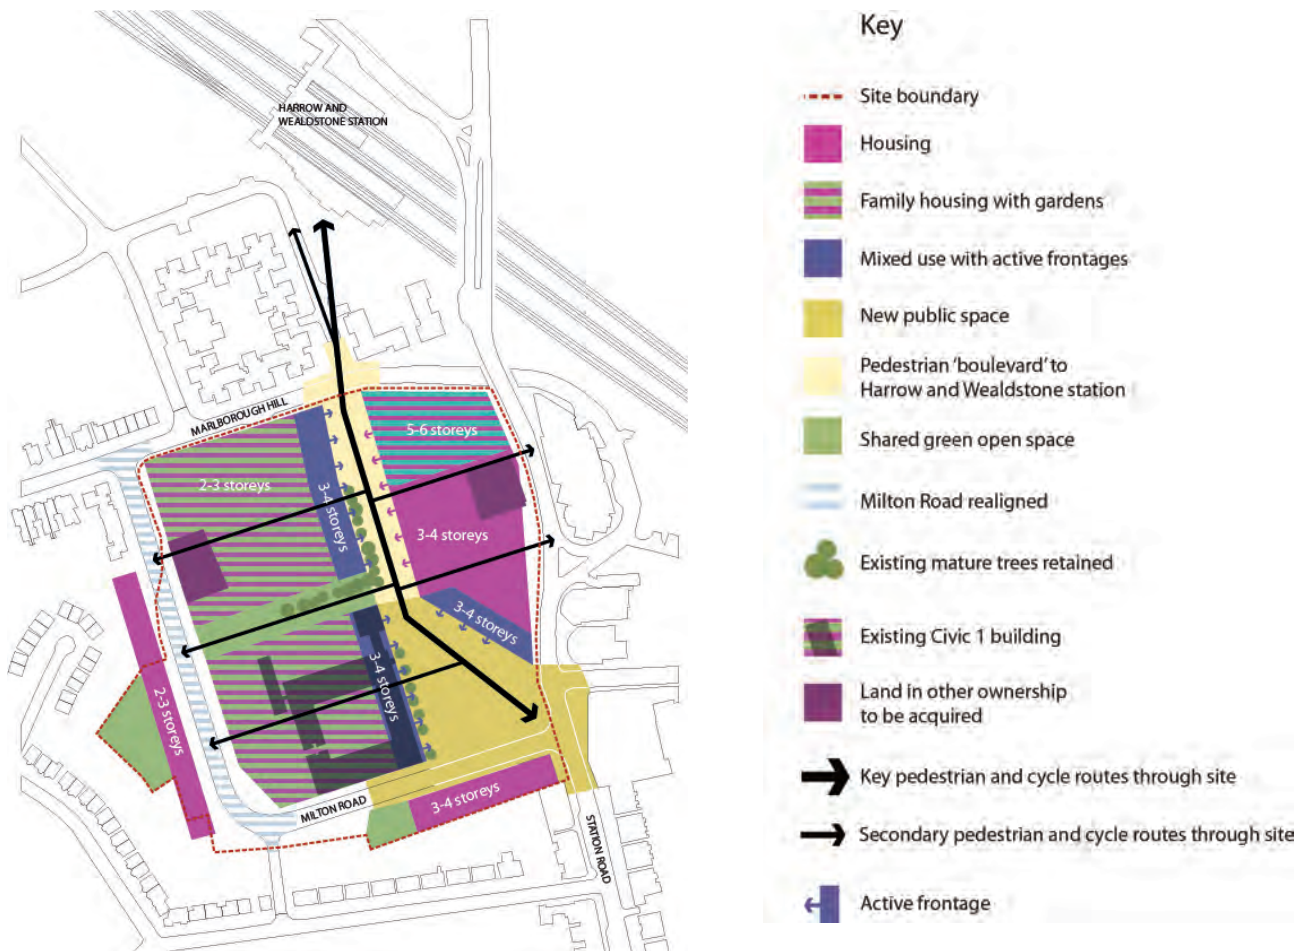 HARROW AND
WEALDSTONE STATION
MARLBOROUGH HILL
5-6 storeys
2-3 storeys
3-4 storeys
3-4 storeys
3-4 storeys
3-4 storeys
2-3 storeys
3-4 storeys
MILTON ROAD
STATION ROAD
Key
Site boundary
Housing
Family housing with gardens
Mixed use with active frontages
New public space
Pedestrian ‘boulevard’ to
Harrow and Wealdstone station
Shared green open space
Milton Road realigned
Existing mature trees retained
Existing Civic 1 building
Land in other ownership
to be acquired
Key pedestrian and cycle routes through site
Secondary pedestrian and cycle routes through site
Active frontage